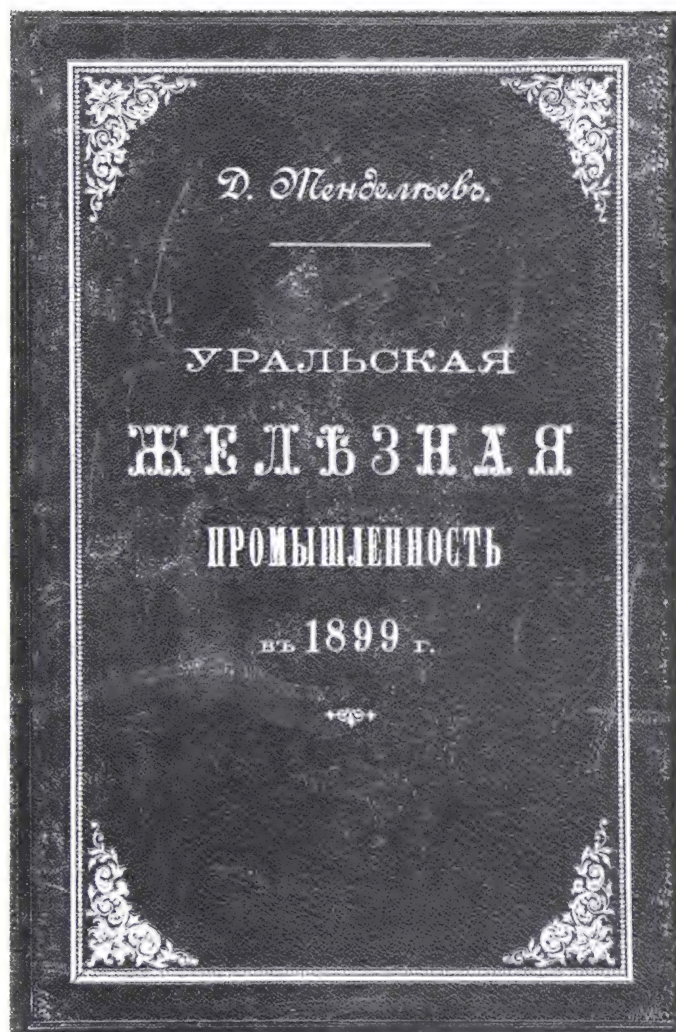 Д. Менделѣевъ.
УРАЛЬСКАЯ
ЖЕЛѢЗНАЯ
ПРОМЫШЛЕННОСТЬ
въ 1899 г.